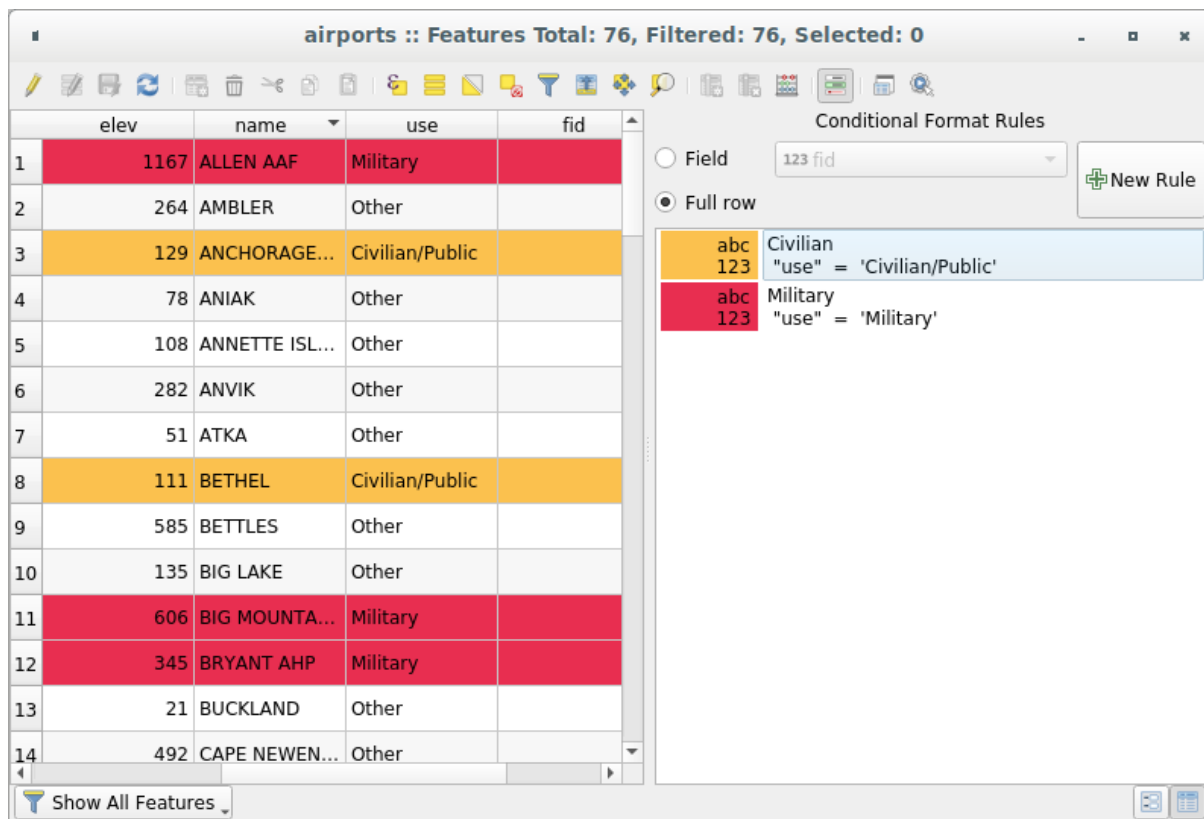 airports :: Features Total: 76, Filtered: 76, Selected: 0
elev name use fid
1 1167 ALLEN AAF Military
2 264 AMBLER Other
3 129 ANCHORAGE... Civilian/Public
4 78 ANIAK Other
5 108 ANNETTE ISL... Other
6 282 ANVIK Other
7 51 ATKA Other
8 111 BETHEL Civilian/Public
9 585 BETTLES Other
10 135 BIG LAKE Other
11 606 BIG MOUNTA... Military
12 345 BRYANT AHP Military
13 21 BUCKLAND Other
14 492 CAPE NEWEN... Other
Show All Features
Conditional Format Rules
Field 123 fid
New Rule
Full row
abc Civilian
123 "use" = 'Civilian/Public'
abc Military
123 "use" = 'Military'